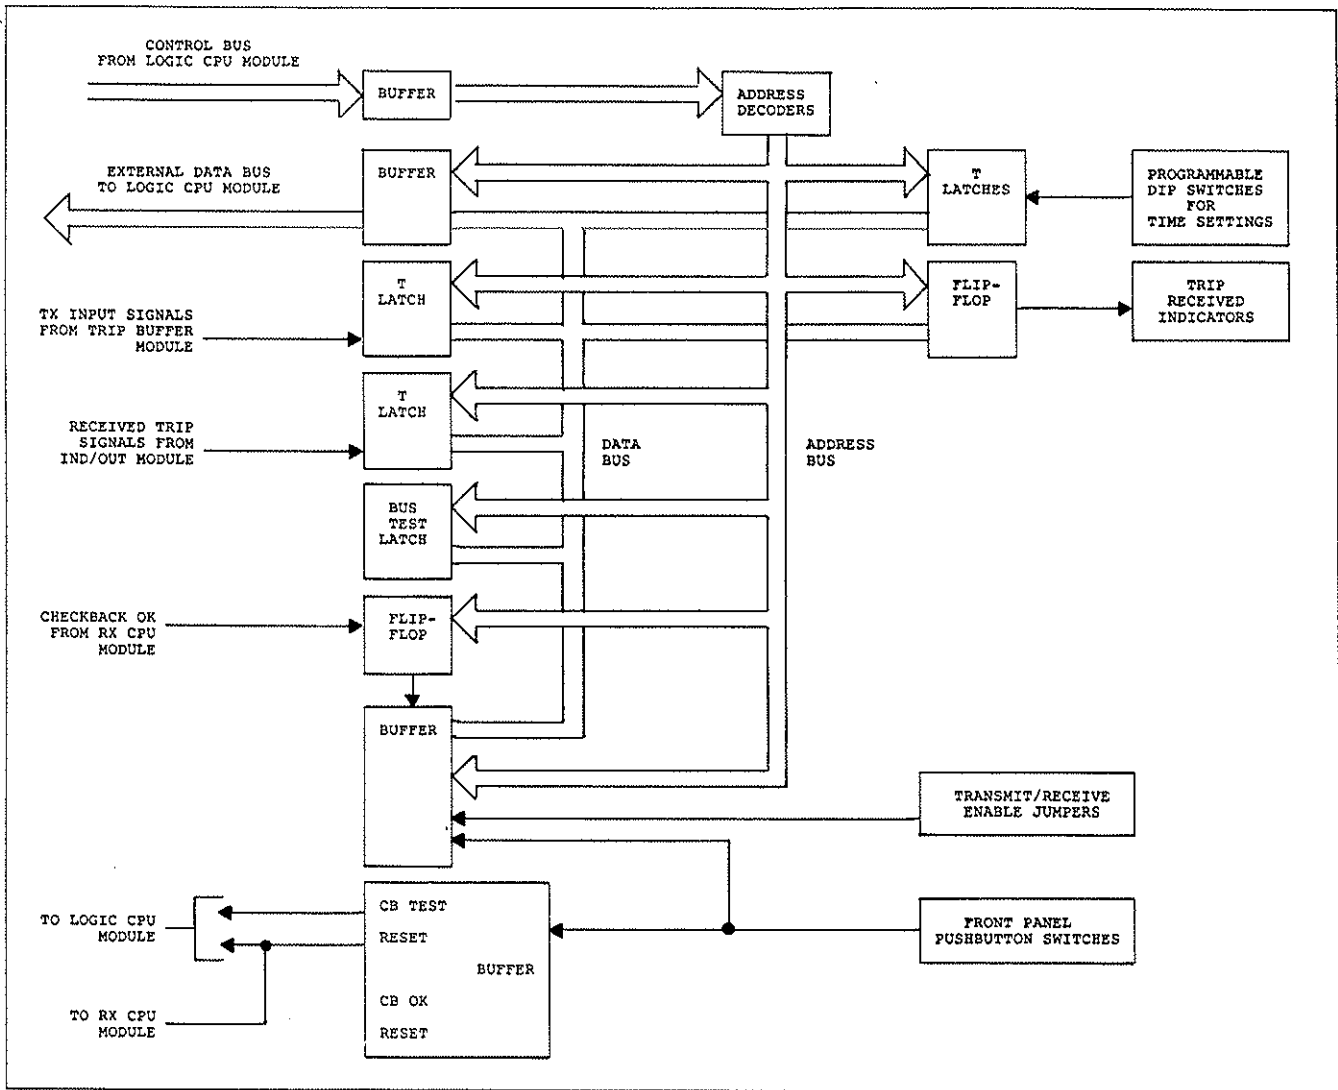 CONTROL BUS
FROM LOGIC CPU MODULE
BUFFER
ADDRESS
DECODERS
EXTERNAL DATA BUS
TO LOGIC CPU MODULE
BUFFER
T
LATCHES
PROGRAMMABLE
DIP SWITCHES
FOR
TIME SETTINGS
TX INPUT SIGNALS
FROM TRIP BUFFER
MODULE
T
LATCH
FLIP-
FLOP
TRIP
RECEIVED
INDICATORS
RECEIVED TRIP
SIGNALS FROM
IND/OUT MODULE
T
LATCH
DATA
BUS
ADDRESS
BUS
BUS
TEST
LATCH
CHECKBACK OK
FROM RX CPU
MODULE
FLIP-
FLOP
BUFFER
TRANSMIT/RECEIVE
ENABLE JUMPERS
TO LOGIC CPU
MODULE
CB TEST
RESET
BUFFER
CB OK
RESET
FRONT PANEL
PUSHBUTTON SWITCHES
TO RX CPU
MODULE